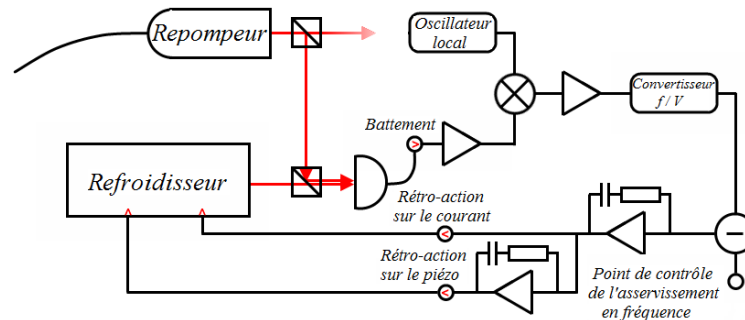 Repompeur
Oscillateur
local
Convertisseur
f / V
Battement
Refroidisseur
Rétro-action
sur le courant
Rétro-action
sur le piézo
Point de contrôle
de l'asservissement
en fréquence